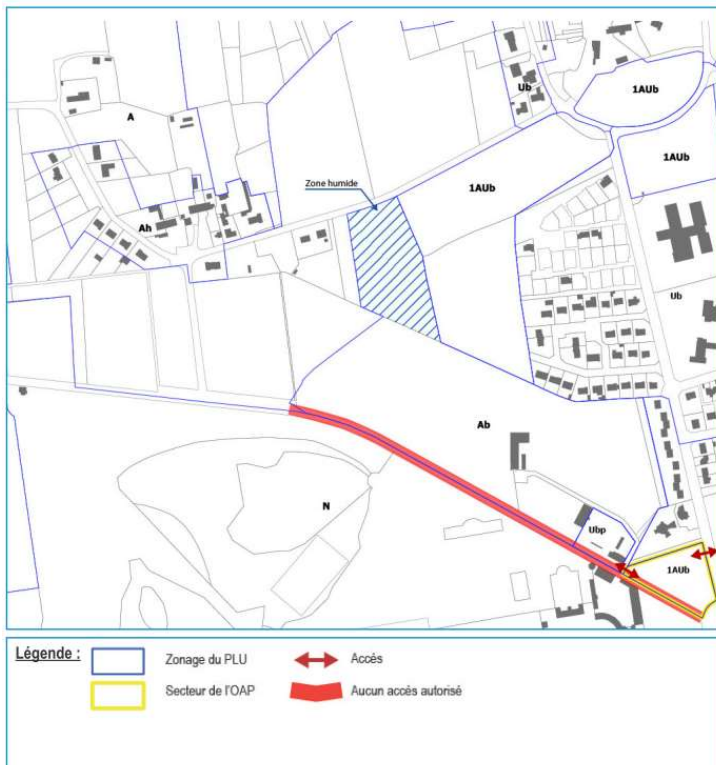 Ub
1AUb
A
1AUb
Zone humide
1AUb
Ah
Ub
Ab
N
Ubp
1AUb
Légende :
Zonage du PLU
Accès
Secteur de l'OAP
Aucun accès autorisé